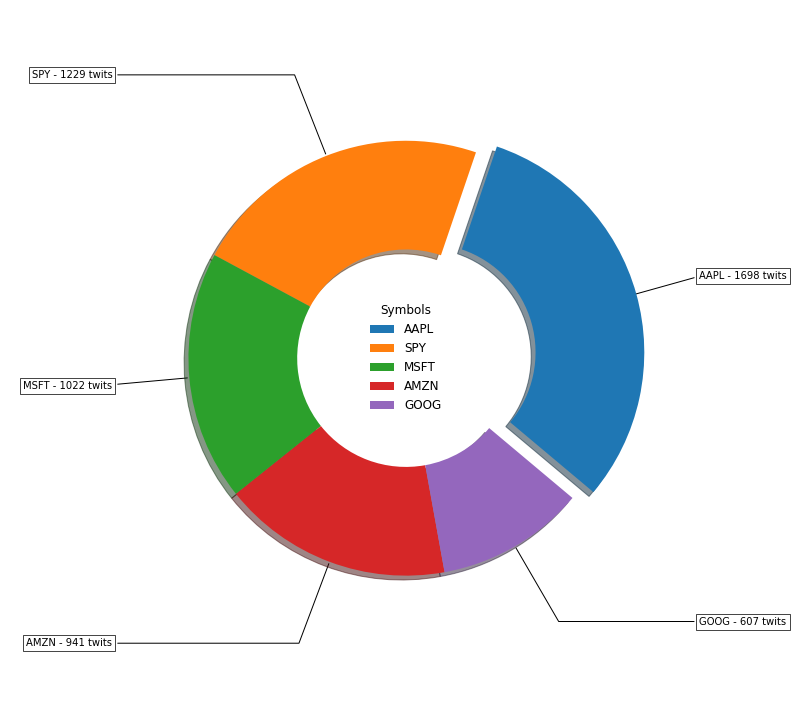 SPY - 1229 twits
AAPL - 1698 twits
Symbols
AAPL
SPY
MSFT
AMZN
GOOG
MSFT - 1022 twits
GOOG - 607 twits
AMZN - 941 twits